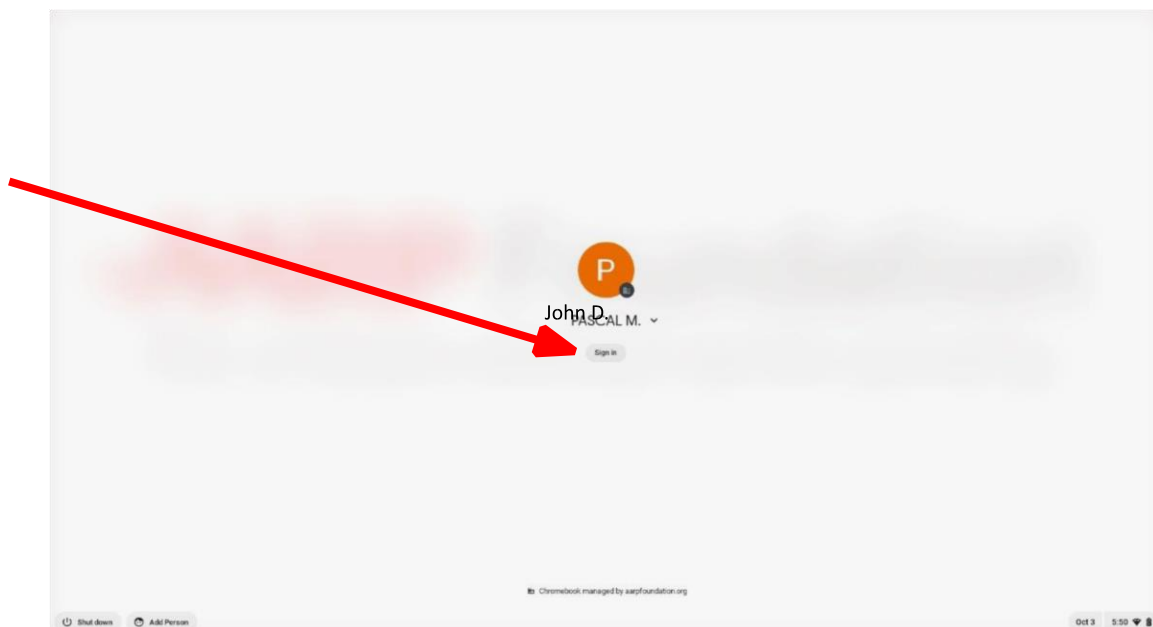 P
John D.
PASCAL M.
Sign in
Chromebook managed by aarpfoundation.org
Shut down
Add Person
Oct 3
5:50